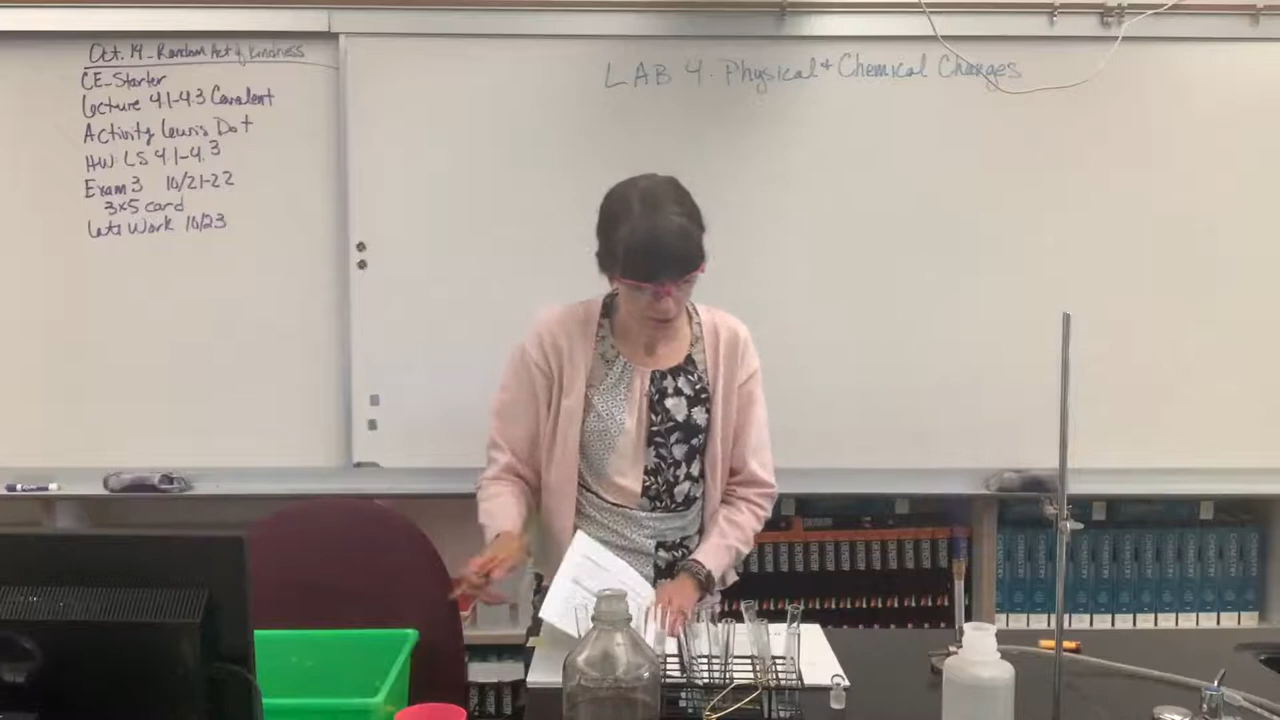 Oct. 14 - Random Act of Kindness
CE-Starter
Lecture 4.1-4.3 Covalent
Activity Lewis Dot
HW: LS 4.1-4.3
Exam 3 10/21-22
3x5 card
Late Work 10/23
LAB 4. Physical + Chemical Changes